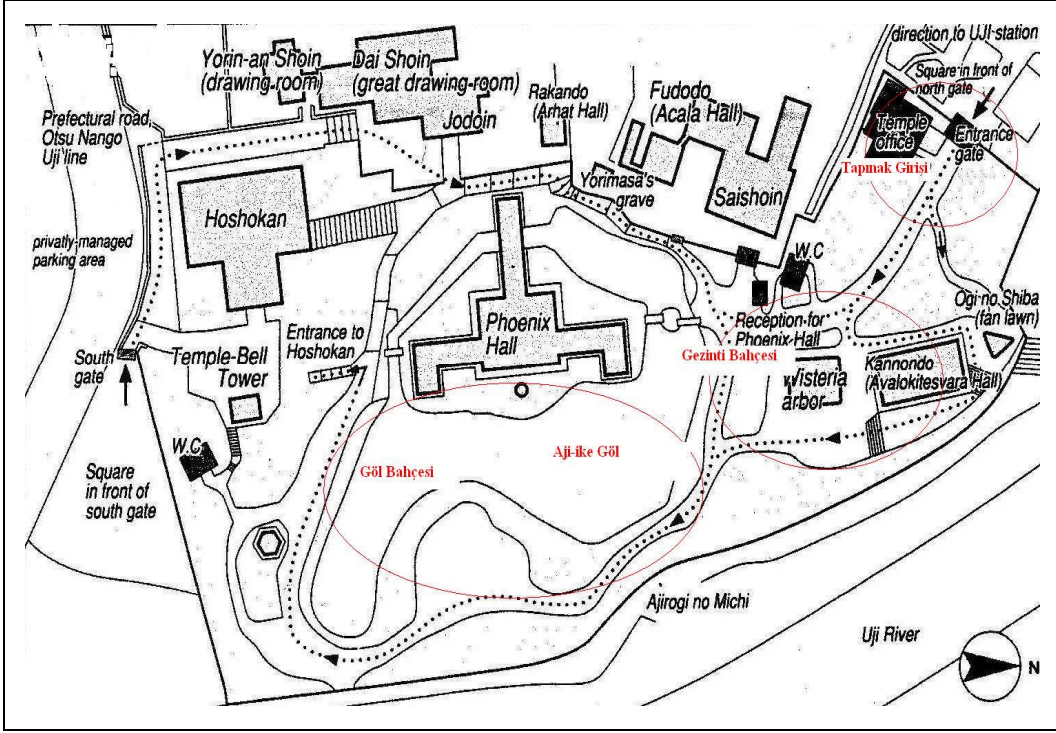 direction to UJI station
Square in front of
north gate
Yorin-an Shoin
(drawing-room)
Dai Shoin
(great drawing-room)
Jodoin
Rakando
(Arhat Hall)
Fudodo
(Acala Hall)
Temple
office
Entrance
gate
Tapınak Girişi
Prefectural road,
Otsu Nango
Uji line
Yorimasa's
grave
Saishoin
Hoshokan
privatly-managed
parking area
W.C
Ogi no Shiba
(fan lawn)
Phoenix
Hall
Reception for
Phoenix Hall
Gezinti Bahçesi
Entrance to
Hoshokan
South
gate
Temple-Bell
Tower
Wisteria
arbor
Kannondo
(Avalokitesvara Hall)
W.C.
Göl Bahçesi
Aji-ike Göl
Square
in front of
south gate
Ajirogi no Michi
Uji River
N